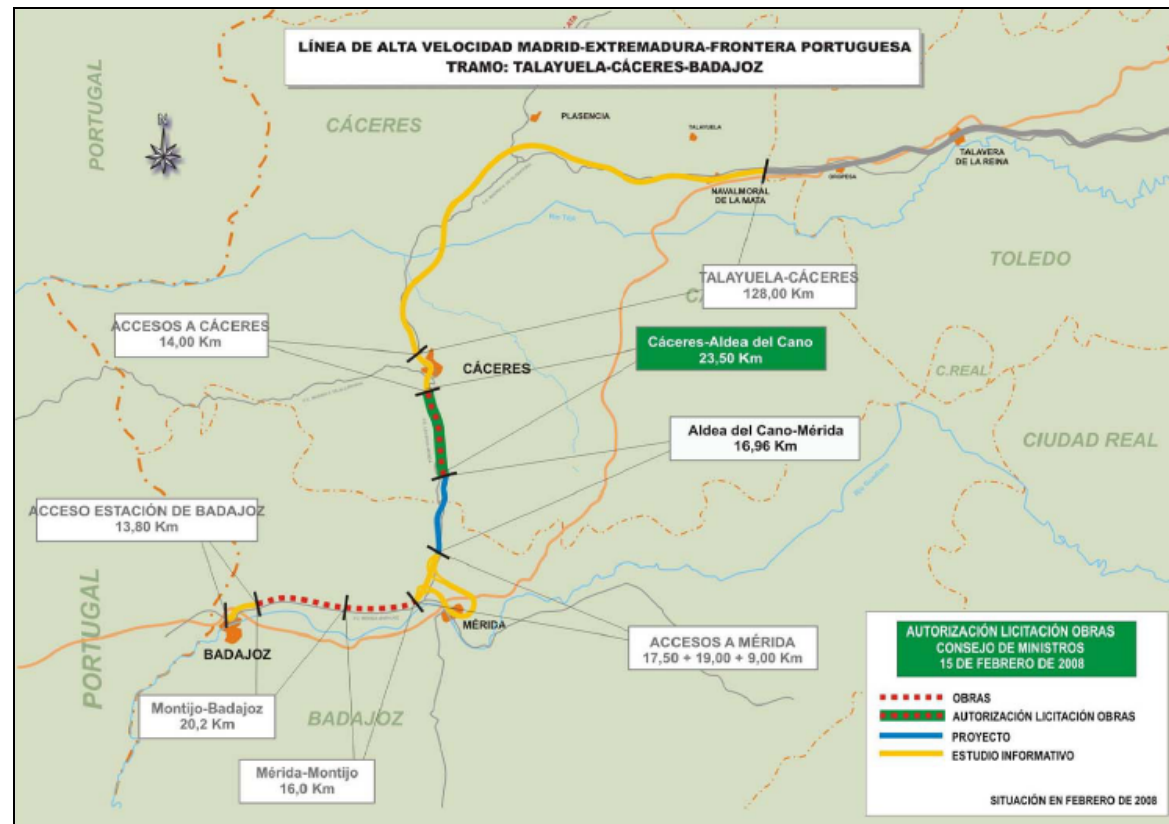 LÍNEA DE ALTA VELOCIDAD MADRID-EXTREMADURA-FRONTERA PORTUGUESA
TRAMO: TALAYUELA-CÁCERES-BADAJOZ
PORTUGAL
CÁCERES
PLASENCIA
TALAYUELA
TALAVERA
DE LA REINA
OROPESA
NAVALMORAL
DE LA MATA
TOLEDO
TALAYUELA-CÁCERES
128,00 Km
ACCESOS A CÁCERES
14,00 Km
Cáceres-Aldea del Cano
23,50 Km
CÁCERES
C.REAL
Aldea del Cano-Mérida
16,96 Km
CIUDAD REAL
ACCESO ESTACIÓN DE BADAJOZ
13,80 Km
PORTUGAL
MÉRIDA
BADAJOZ
ACCESOS A MÉRIDA
17,50 + 19,00 + 9,00 Km
Montijo-Badajoz
20,2 Km
BADAJOZ
Mérida-Montijo
16,0 Km
AUTORIZACIÓN LICITACIÓN OBRAS
CONSEJO DE MINISTROS
15 DE FEBRERO DE 2008
OBRAS
AUTORIZACIÓN LICITACIÓN OBRAS
PROYECTO
ESTUDIO INFORMATIVO
SITUACIÓN EN FEBRERO DE 2008